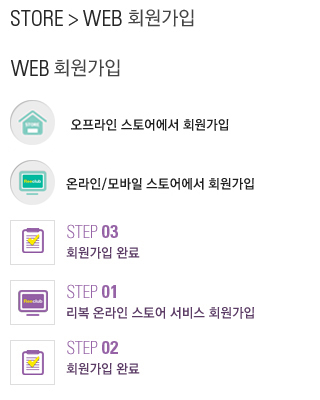 STORE > WEB 회원가입
WEB 회원가입
오프라인 스토어에서 회원가입
온라인/모바일 스토어에서 회원가입
STEP 03
회원가입 완료
STEP 01
리복 온라인 스토어 서비스 회원가입
STEP 02
회원가입 완료